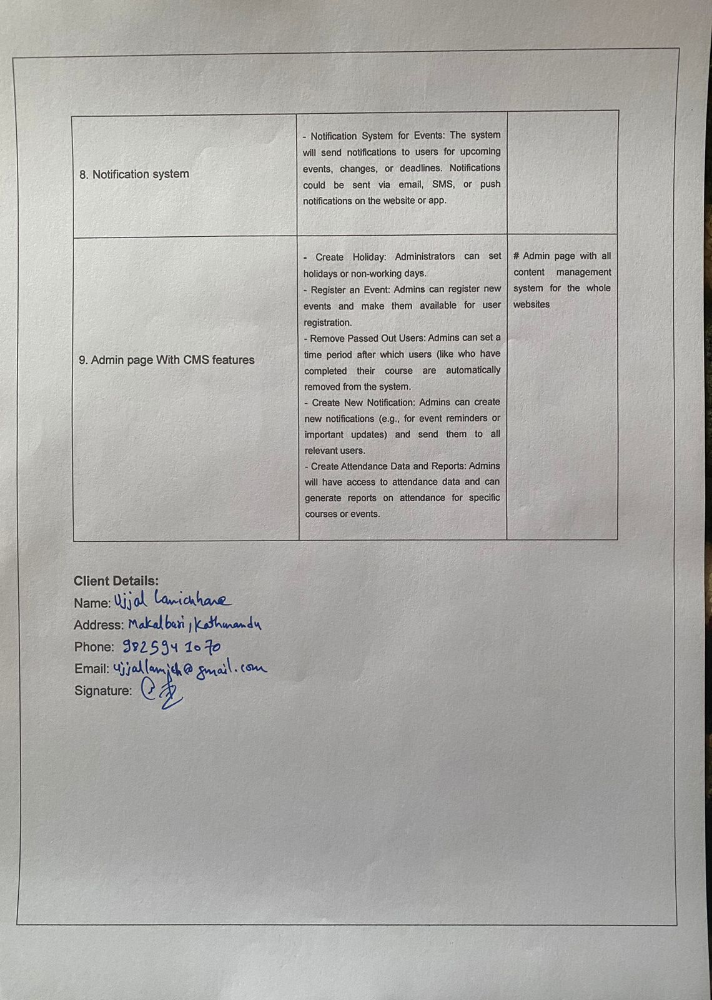 8. Notification system
- Notification System for Events: The system
will send notifications to users for upcoming
events, changes, or deadlines. Notifications
could be sent via email, SMS, or push
notifications on the website or app.
9. Admin page With CMS features
- Create Holiday: Administrators can set
holidays or non-working days.
- Register an Event: Admins can register new
events and make them available for user
registration.
- Remove Passed Out Users: Admins can set a
time period after which users (like who have
completed their course are automatically
removed from the system.
- Create New Notification: Admins can create
new notifications (e.g., for event reminders or
important updates) and send them to all
relevant users.
- Create Attendance Data and Reports: Admins
will have access to attendance data and can
generate reports on attendance for specific
courses or events.
# Admin page with all
content management
system for the whole
websites
Client Details:
Name: Ujjal Lamichhane
Address: Makalbari, Kathmandu
Phone: 9825941070
Email: ujjallamich@gmail.com
Signature: